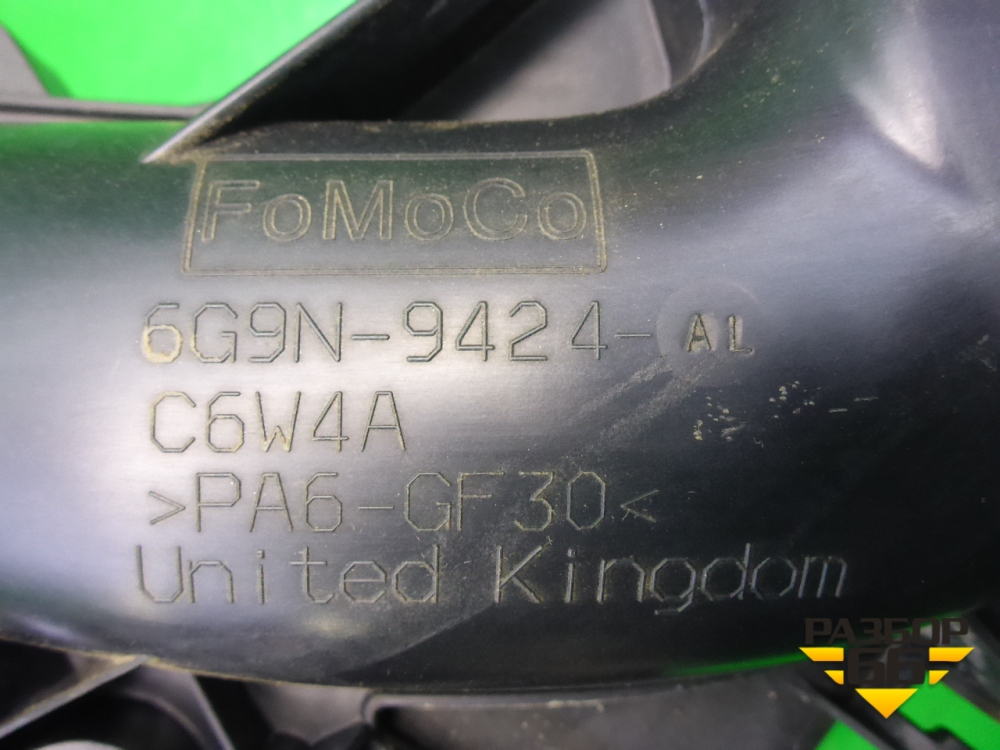 FoMoCo
6G9N-9424-AL
C6W4A
>PA6-GF30<
United Kingdom
РАЗБОР
66